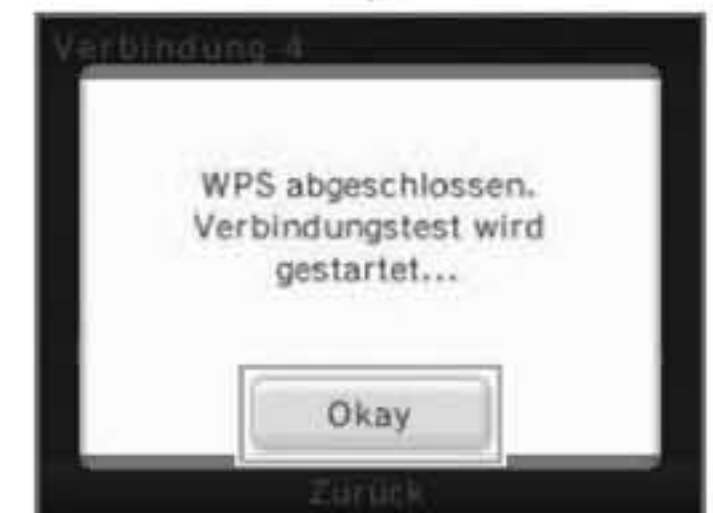 Verbindung 4
WPS abgeschlossen.
Verbindungstest wird
gestartet...
Okay
Zurück